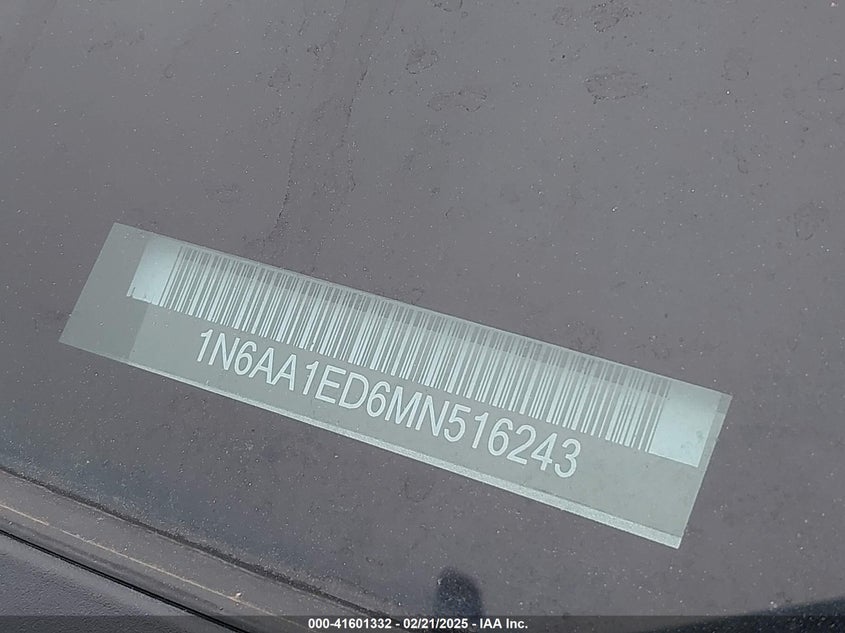 1N6AA1ED6MN516243
000-41601332 - 02/21/2025 - IAA Inc.